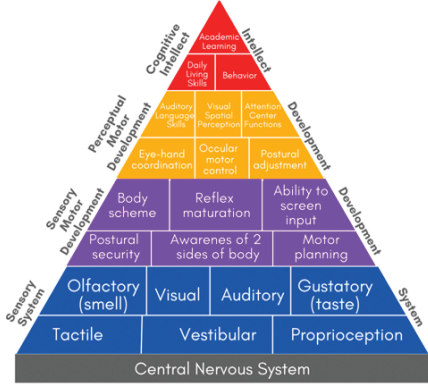 Academic
Learning
Daily
Living
Skills
Behavior
Auditory
Language
Skills
Visual
Spatial
Perception
Attention
Center
Functions
Eye-hand
coordination
Occular
motor
control
Postural
adjustment
Body
scheme
Reflex
maturation
Ability to
screen
input
Postural
security
Awarenes of 2
sides of body
Motor
planning
Olfactory
(smell)
Visual
Auditory
Gustatory
(taste)
Tactile
Vestibular
Proprioception
Central Nervous System
Cognitive
Intellect
Intellect
Perceptual
Motor
Development
Development
Sensory
Motor
Development
Development
Sensory
System
System